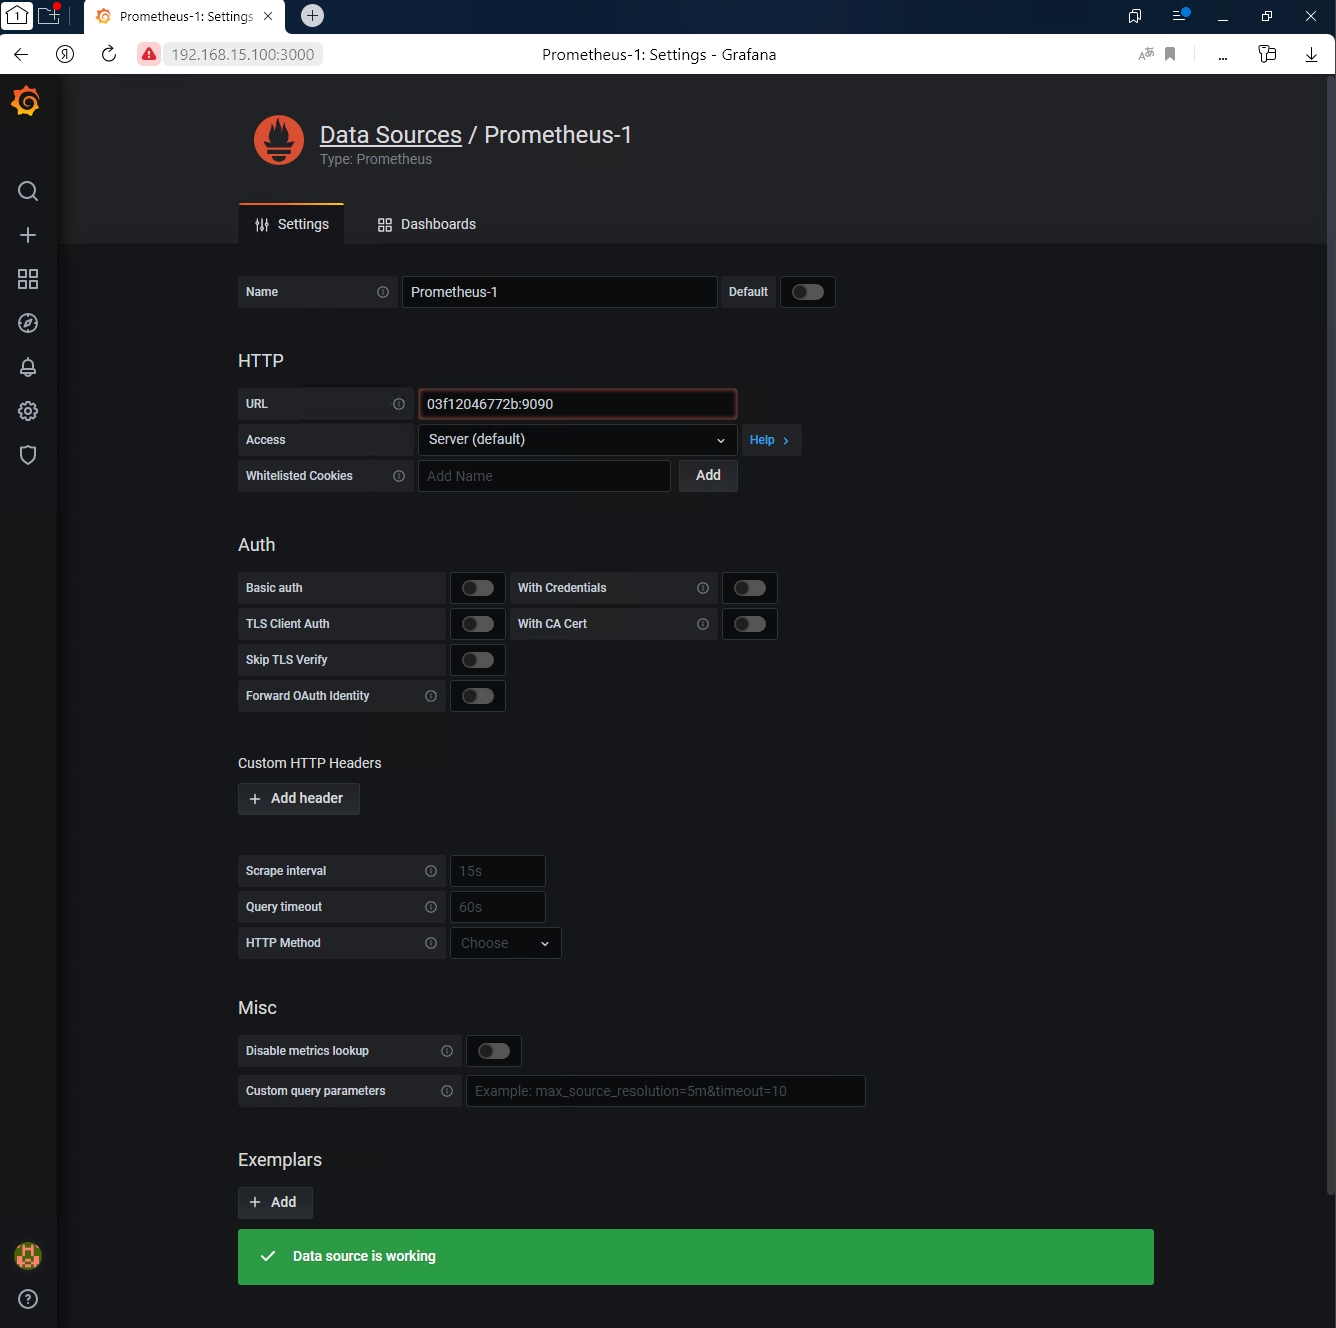 1
Prometheus-1: Settings
Я
192.168.15.100:3000
Prometheus-1: Settings - Grafana
Data Sources / Prometheus-1
Type: Prometheus
Settings
Dashboards
Name
Prometheus-1
Default
HTTP
URL
03f12046772b:9090
Access
Server (default)
Help
Whitelisted Cookies
Add Name
Add
Auth
Basic auth
With Credentials
TLS Client Auth
With CA Cert
Skip TLS Verify
Forward OAuth Identity
Custom HTTP Headers
+ Add header
Scrape interval
15s
Query timeout
60s
HTTP Method
Choose
Misc
Disable metrics lookup
Custom query parameters
Example: max_source_resolution=5m&timeout=10
Exemplars
+ Add
Data source is working